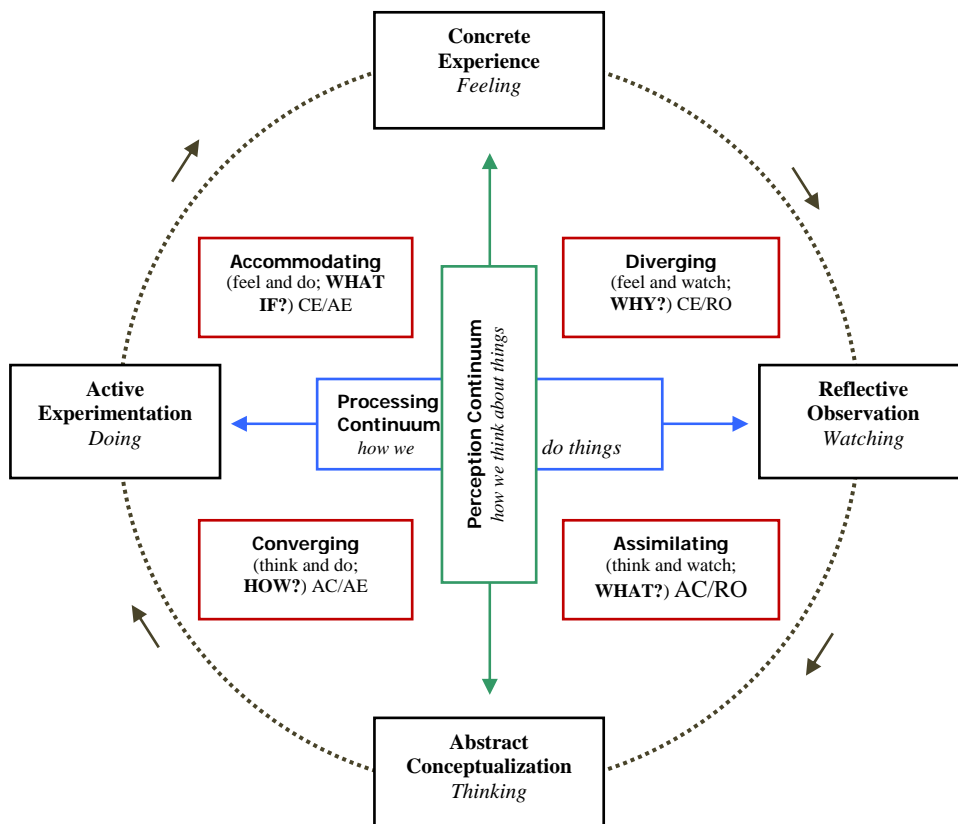 Concrete
Experience
Feeling
Accommodating
(feel and do; WHAT
IF?) CE/AE
Diverging
(feel and watch;
WHY?) CE/RO
Active
Experimentation
Doing
Processing
Continuum
how we
Perception Continuum
how we think about things
do things
Reflective
Observation
Watching
Converging
(think and do;
HOW?) AC/AE
Assimilating
(think and watch;
WHAT?) AC/RO
Abstract
Conceptualization
Thinking